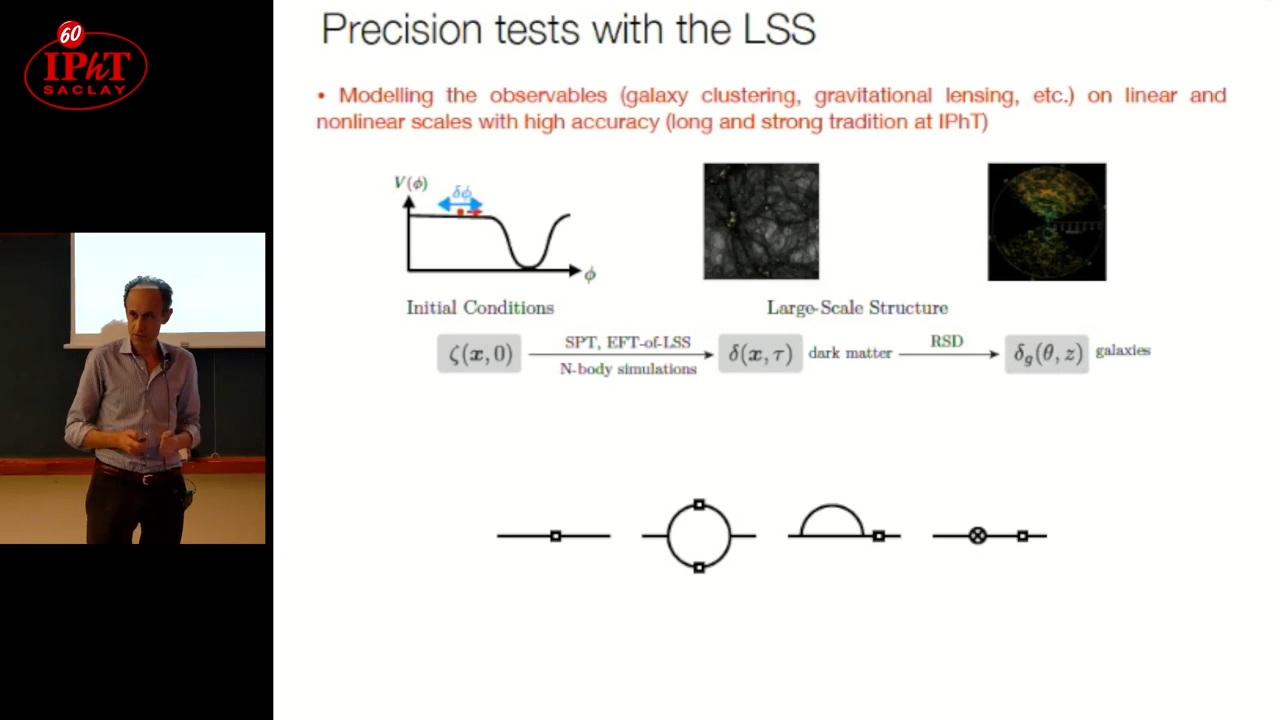 60
IPhT
SACLAY
Precision tests with the LSS
• Modelling the observables (galaxy clustering, gravitational lensing, etc.) on linear and
nonlinear scales with high accuracy (long and strong tradition at IPhT)
V(ϕ)
δϕ
ϕ
Initial Conditions
Large-Scale Structure
ζ(x, 0)
SPT, EFT-of-LSS
N-body simulations
δ(x, τ)
dark matter
RSD
δg(θ, z)
galaxies